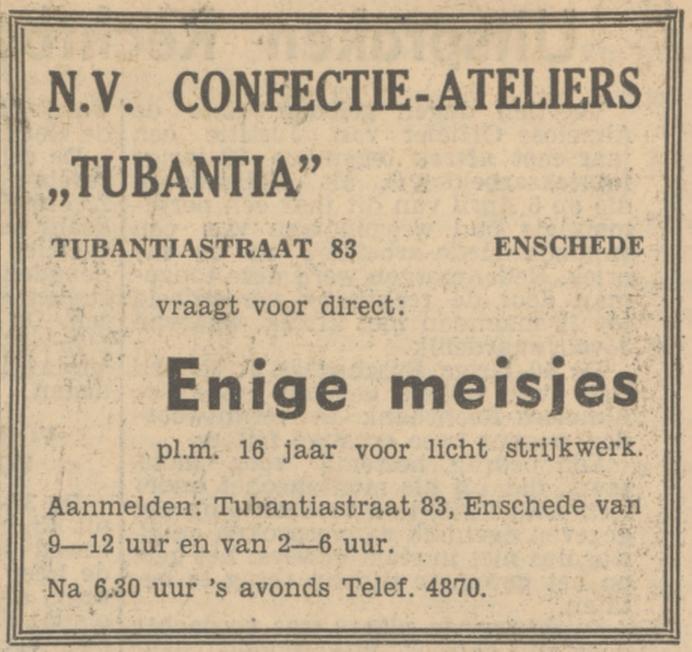 N.V. CONFECTIE-ATELIERS
„TUBANTIA”
TUBANTIASTRAAT 83 ENSCHEDE
vraagt voor direct:
Enige meisjes
pl.m. 16 jaar voor licht strijkwerk.
Aanmelden: Tubantiastraat 83, Enschede van
9—12 uur en van 2—6 uur.
Na 6.30 uur 's avonds Telef. 4870.